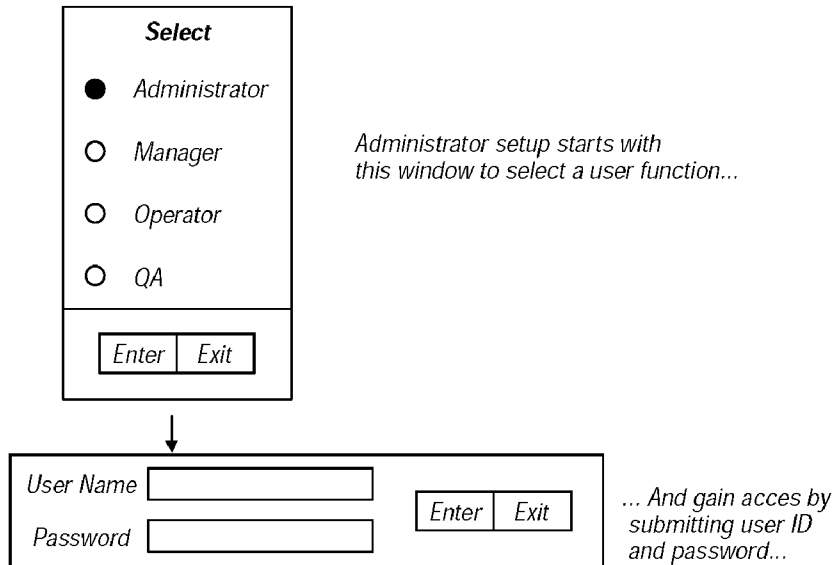 Select
Administrator
Manager
Operator
QA
Enter Exit
Administrator setup starts with
this window to select a user function...
User Name
Password
Enter Exit
... And gain acces by
submitting user ID
and password...